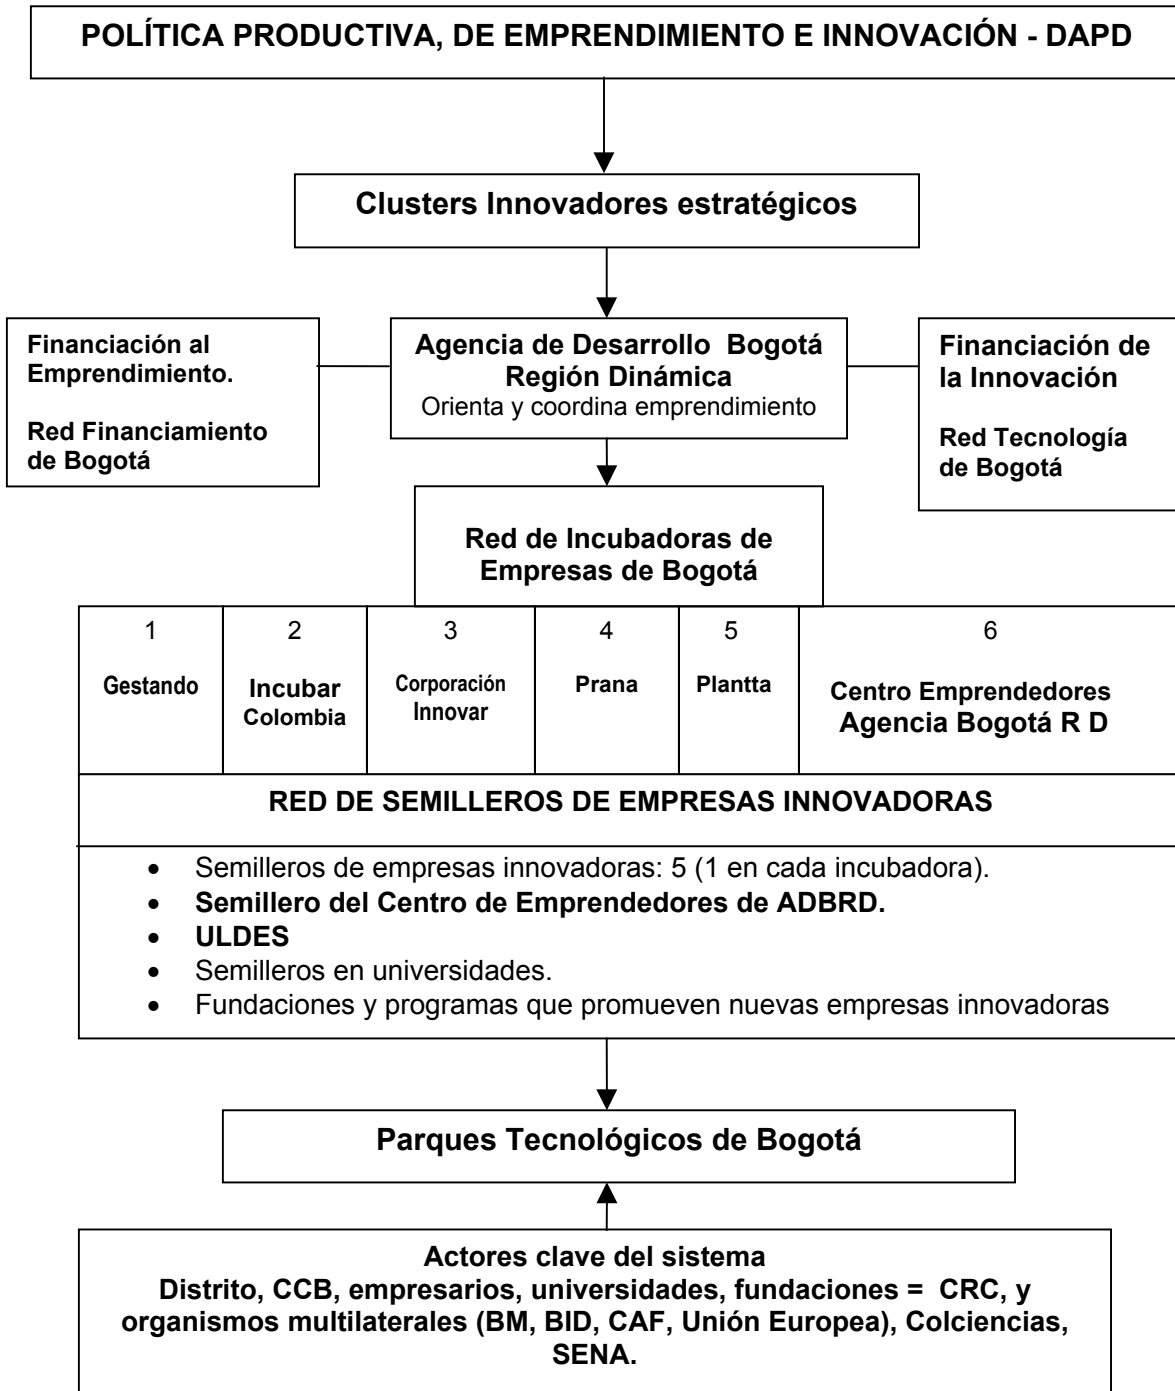 POLÍTICA PRODUCTIVA, DE EMPRENDIMIENTO E INNOVACIÓN - DAPD
Clusters Innovadores estratégicos
Financiación al
Emprendimiento.
Red Financiamiento
de Bogotá
Agencia de Desarrollo Bogotá
Región Dinámica
Orienta y coordina emprendimiento
Financiación de
la Innovación
Red Tecnología
de Bogotá
Red de Incubadoras de
Empresas de Bogotá
1
Gestando
2
Incubar
Colombia
3
Corporación
Innovar
4
Prana
5
Plantta
6
Centro Emprendedores
Agencia Bogotá R D
RED DE SEMILLEROS DE EMPRESAS INNOVADORAS
• Semilleros de empresas innovadoras: 5 (1 en cada incubadora).
• Semillero del Centro de Emprendedores de ADBRD.
• ULDES
• Semilleros en universidades.
• Fundaciones y programas que promueven nuevas empresas innovadoras
Parques Tecnológicos de Bogotá
Actores clave del sistema
Distrito, CCB, empresarios, universidades, fundaciones = CRC, y
organismos multilaterales (BM, BID, CAF, Unión Europea), Colciencias,
SENA.